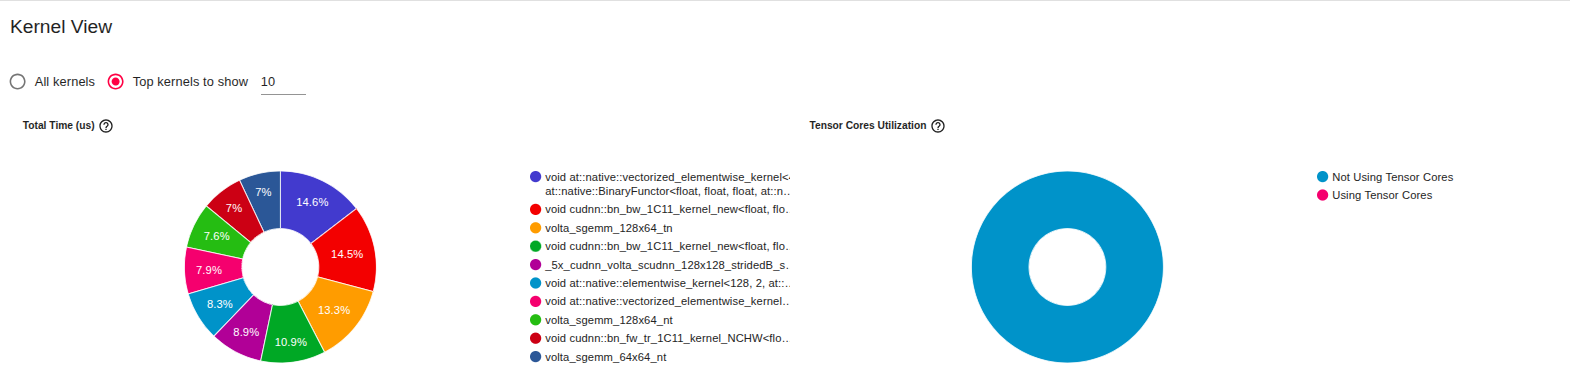 Kernel View
All kernels
Top kernels to show
10
Total Time (us)
14.6%
14.5%
13.3%
10.9%
8.9%
8.3%
7.9%
7.6%
7%
7%
void at::native::vectorized_elementwise_kernel<4
at::native::BinaryFunctor<float, float, float, at::n...
void cudnn::bn_bw_1C11_kernel_new<float, flo...
volta_sgemm_128x64_tn
void cudnn::bn_bw_1C11_kernel_new<float, flo...
_5x_cudnn_volta_scudnn_128x128_stridedB_s...
void at::native::elementwise_kernel<128, 2, at::...
void at::native::vectorized_elementwise_kernel...
volta_sgemm_128x64_nt
void cudnn::bn_fw_tr_1C11_kernel_NCHW<flo...
volta_sgemm_64x64_nt
Tensor Cores Utilization
Not Using Tensor Cores
Using Tensor Cores